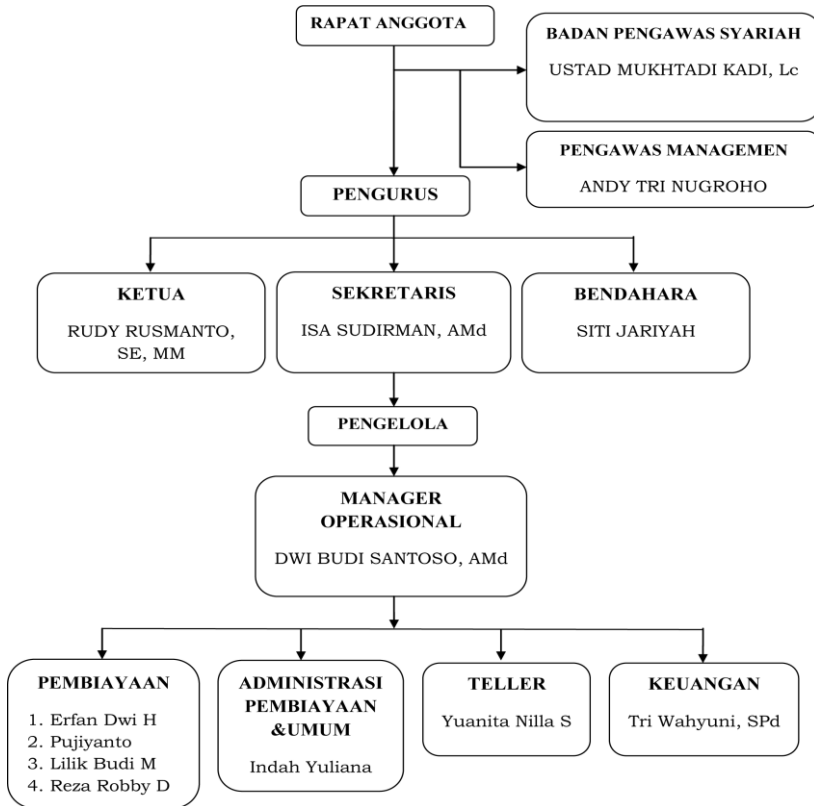 RAPAT ANGGOTA
BADAN PENGAWAS SYARIAH
USTAD MUKHTADI KADI, Lc
PENGAWAS MANAGEMEN
ANDY TRI NUGROHO
PENGURUS
KETUA
RUDY RUSMANTO,
SE, MM
SEKRETARIS
ISA SUDIRMAN, AMd
BENDAHARA
SITI JARIYAH
PENGELOLA
MANAGER
OPERASIONAL
DWI BUDI SANTOSO, AMd
PEMBIAYAAN
1. Erfan Dwi H
2. Pujiyanto
3. Lilik Budi M
4. Reza Robby D
ADMINISTRASI
PEMBIAYAAN
&UMUM
Indah Yuliana
TELLER
Yuanita Nilla S
KEUANGAN
Tri Wahyuni, SPd